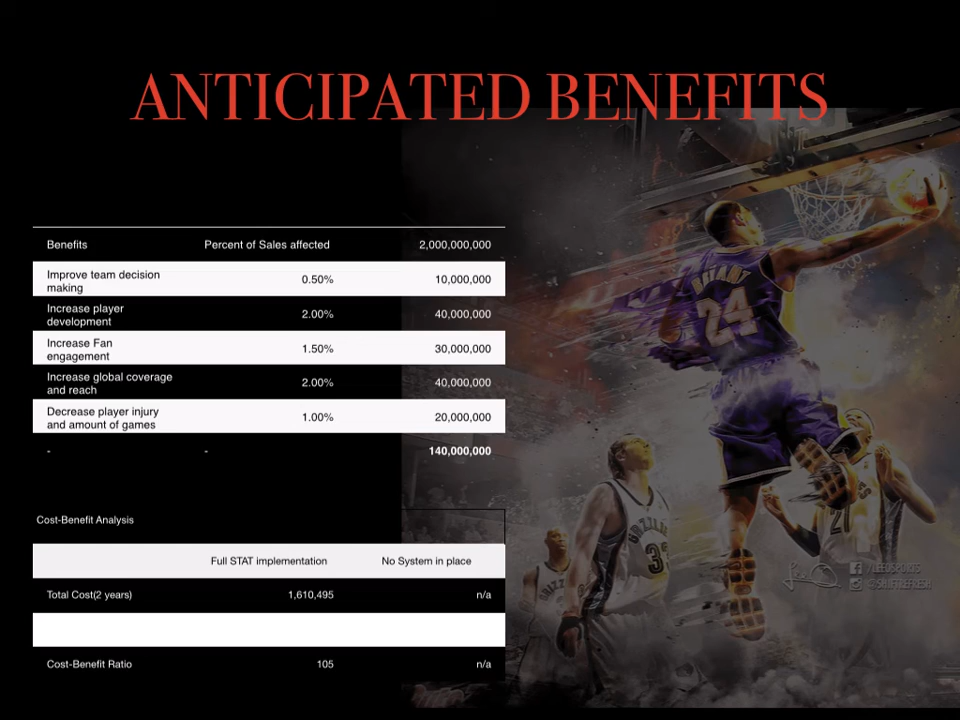 ANTICIPATED BENEFITS
Benefits Percent of Sales affected 2,000,000,000
Improve team decision
making 0.50% 10,000,000
Increase player
development 2.00% 40,000,000
Increase Fan
engagement 1.50% 30,000,000
Increase global coverage
and reach 2.00% 40,000,000
Decrease player injury
and amount of games 1.00% 20,000,000
- - 140,000,000
Cost-Benefit Analysis
Full STAT implementation No System in place
Total Cost(2 years) 1,610,495 n/a
Cost-Benefit Ratio 105 n/a
BRYANT
24
GRIZZLIES
21